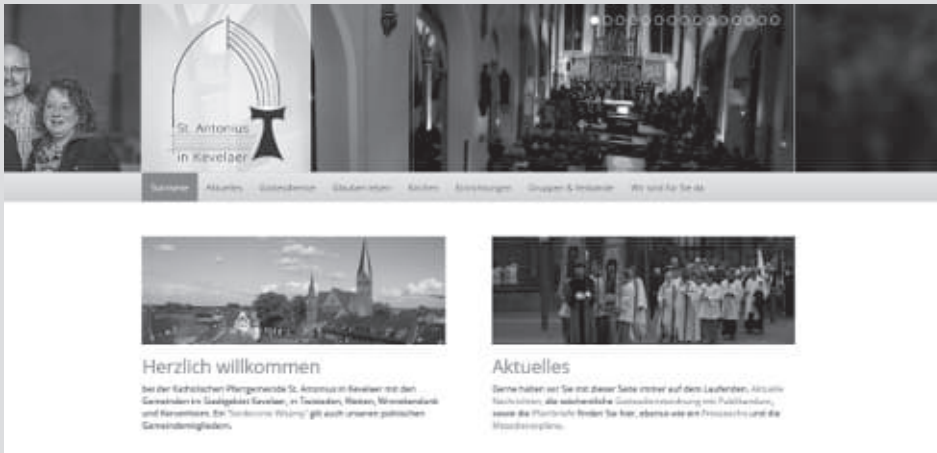 St. Antonius
in Kevelaer
Startseite Aktuelles Gottesdienste Glauben leben Kirchen Einrichtungen Gruppen & Verbände Wir sind für Sie da
Herzlich willkommen
bei der Katholischen Pfarrgemeinde St. Antonius in Kevelaer mit den
Gemeinden im Stadtgebiet Kevelaer, in Twisteden, Wetten, Winnekendonk
und Kervenheim. Ein "Serdecznie Witamy" gilt auch unseren polnischen
Gemeindemitgliedern.
Aktuelles
Gerne halten wir Sie mit dieser Seite immer auf dem Laufenden. Aktuelle
Nachrichten, die wöchentliche Gottesdienstordnung mit Publikandum,
sowie die Pfarrbriefe finden Sie hier, ebenso wie ein Pressearchiv und die
Messdienerpläne.